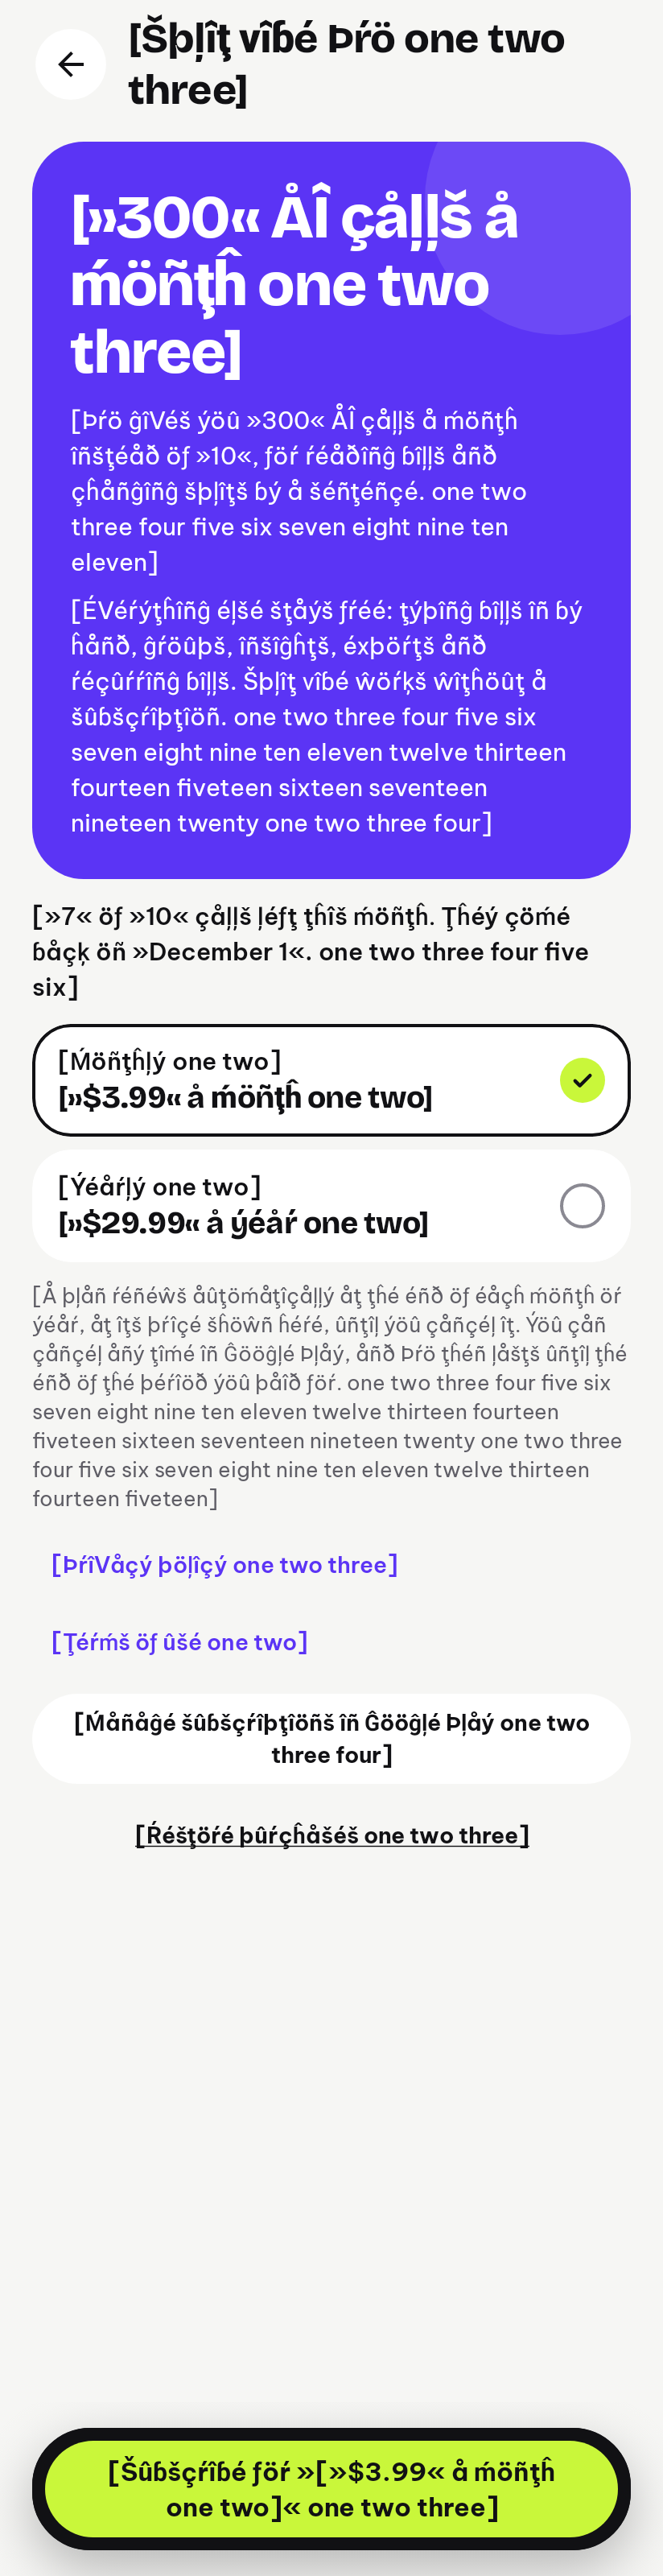 [Šþļîţ vîɓé Þŕö one two
three]
[»300« ÅÎ çåļļš å
ḿöñţĥ one two
three]
[Þŕö ĝîVéš ýöû »300« ÅÎ çåļļš å ḿöñţĥ
îñšţéåð öƒ »10«, ƒöŕ ŕéåðîñĝ ɓîļļš åñð
çĥåñĝîñĝ šþļîţš ɓý å šéñţéñçé. one two
three four five six seven eight nine ten
eleven]
[ÉVéŕýţĥîñĝ éļšé šţåýš ƒŕéé: ţýþîñĝ ɓîļļš îñ ɓý
ĥåñð, ĝŕöûþš, îñšîĝĥţš, éxþöŕţš åñð
ŕéçûŕŕîñĝ ɓîļļš. Šþļîţ vîɓé ŵöŕķš ŵîţĥöûţ å
šûɓšçŕîþţîöñ. one two three four five six
seven eight nine ten eleven twelve thirteen
fourteen fiveteen sixteen seventeen
nineteen twenty one two three four]
[»7« öƒ »10« çåļļš ļéƒţ ţĥîš ḿöñţĥ. Ţĥéý çöḿé
ɓåçķ öñ »December 1«. one two three four five
six]
[Ḿöñţĥļý one two]
[»$3.99« å ḿöñţĥ one two]
[Ýéåŕļý one two]
[»$29.99« å ýéåŕ one two]
[Å þļåñ ŕéñéŵš åûţöḿåţîçåļļý åţ ţĥé éñð öƒ éåçĥ ḿöñţĥ öŕ
ýéåŕ, åţ îţš þŕîçé šĥöŵñ ĥéŕé, ûñţîļ ýöû çåñçéļ îţ. Ýöû çåñ
çåñçéļ åñý ţîḿé îñ Ĝööĝļé Þļåý, åñð Þŕö ţĥéñ ļåšţš ûñţîļ ţĥé
éñð öƒ ţĥé þéŕîöð ýöû þåîð ƒöŕ. one two three four five six
seven eight nine ten eleven twelve thirteen fourteen
fiveteen sixteen seventeen nineteen twenty one two three
four five six seven eight nine ten eleven twelve thirteen
fourteen fiveteen]
[ÞŕîVåçý þöļîçý one two three]
[Ţéŕḿš öƒ ûšé one two]
[Ḿåñåĝé šûɓšçŕîþţîöñš îñ Ĝööĝļé Þļåý one two
three four]
[Ŕéšţöŕé þûŕçĥåšéš one two three]
[Šûɓšçŕîɓé ƒöŕ »[»$3.99« å ḿöñţĥ
one two]« one two three]